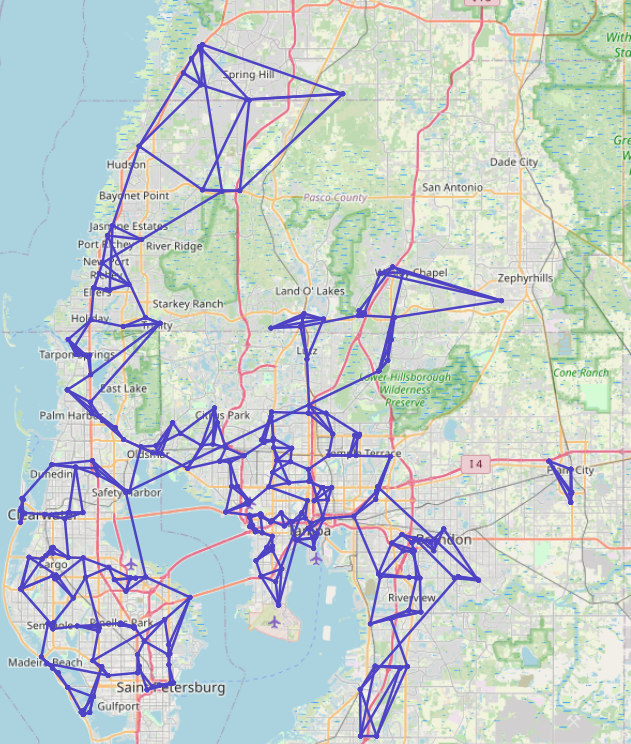 Spring Hill
Dade City
Hudson
San Antonio
Bayonet Point
Pasco County
Jasmine Estates
Port Richey
River Ridge
New Port
Richey
Wesley Chapel
Zephyrhills
Elfers
Land O' Lakes
Starkey Ranch
Holiday
Trinity
Tarpon Springs
Lutz
Cone Ranch
Lower Hillsborough
Wilderness
Preserve
East Lake
Palm Harbor
Citrus Park
Oldsmar
Temple Terrace
I 4
Plant City
Dunedin
Safety Harbor
Clearwater
Tampa
Brandon
Largo
Riverview
Seminole
Pinellas Park
Madeira Beach
Saint Petersburg
Gulfport